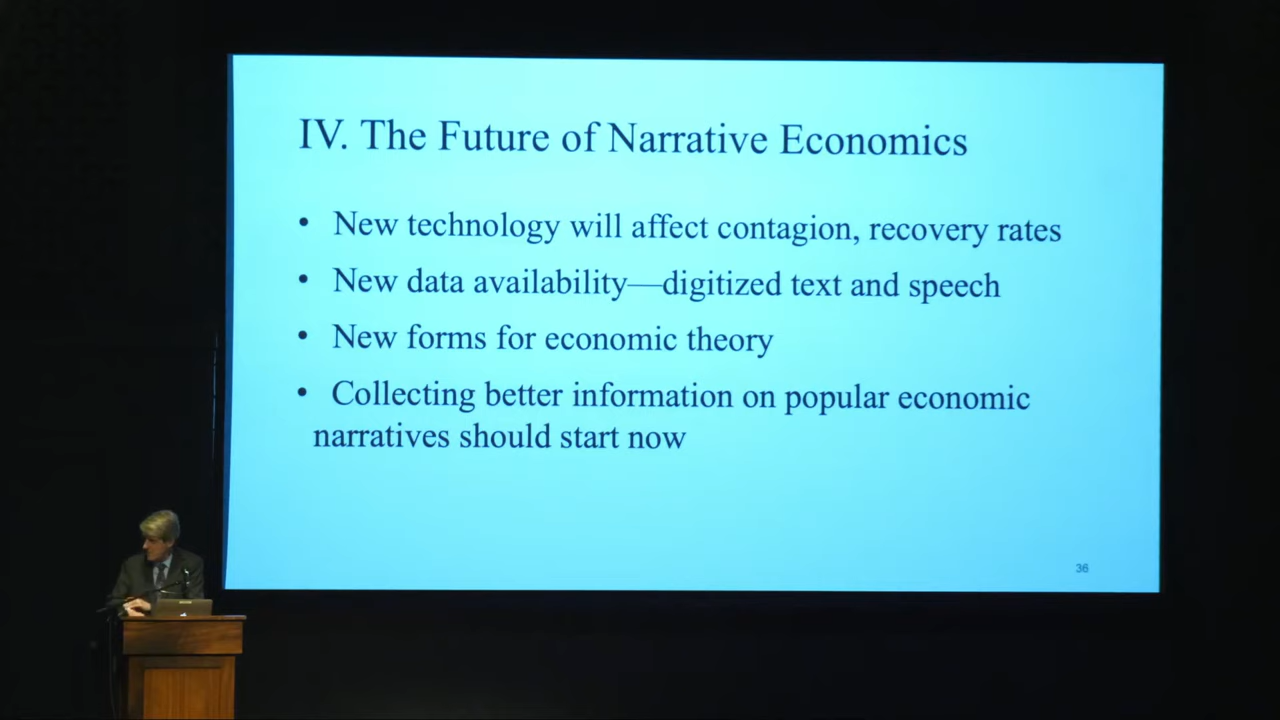 IV. The Future of Narrative Economics
• New technology will affect contagion, recovery rates
• New data availability—digitized text and speech
• New forms for economic theory
• Collecting better information on popular economic
narratives should start now
36